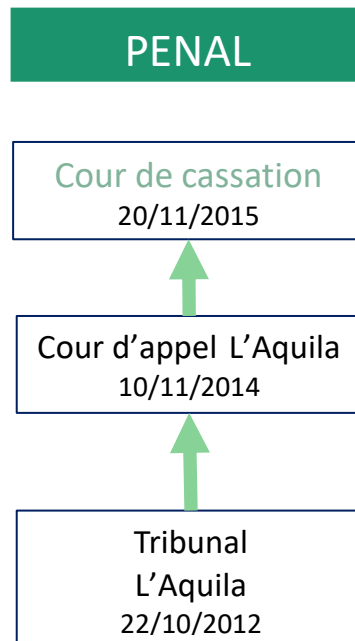 PENAL
Cour de cassation
20/11/2015
Cour d’appel L’Aquila
10/11/2014
Tribunal
L’Aquila
22/10/2012